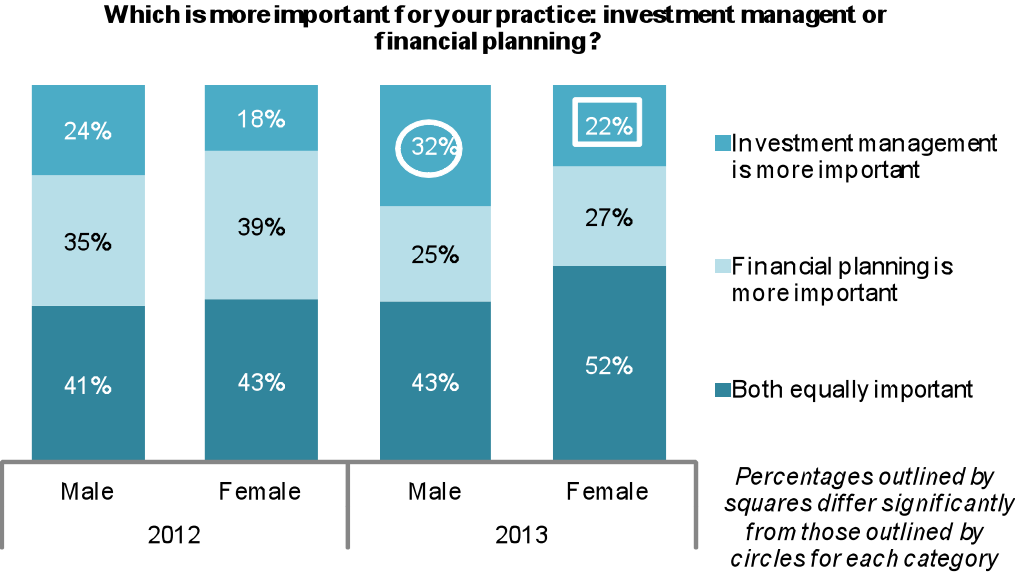 Which is more important for your practice: investment managent or
financial planning?
24%
18%
32%
22%
35%
39%
25%
27%
41%
43%
43%
52%
Investment management
is more important
Financial planning is
more important
Both equally important
Male
Female
Male
Female
2012
2013
Percentages outlined by
squares differ significantly
from those outlined by
circles for each category